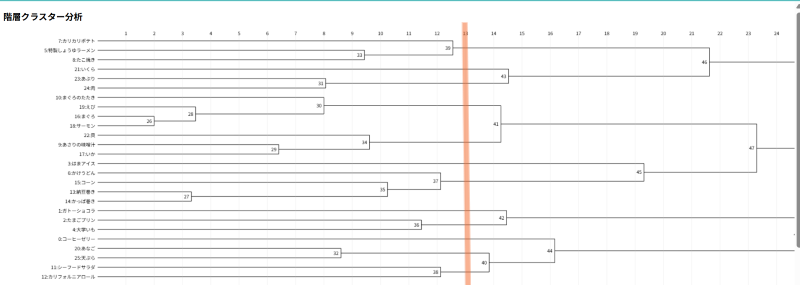 階層クラスター分析
1 2 3 4 5 6 7 8 9 10 11 12 13 14 15 16 17 18 19 20 21 22 23 24
7:カリカリポテト
5:特製しょうゆラーメン
8:たこ焼き
21:いくら
23:あぶり
24:馬
10:まぐろのたたき
19:えび
16:まぐろ
18:サーモン
22:貝
9:あさりの味噌汁
17:いか
3:はまアイス
6:かけうどん
15:コーン
13:納豆巻き
14:かっぱ巻き
1:ガトーショコラ
2:たまごプリン
4:大学いも
0:コーヒーゼリー
20:あなご
25:天ぷら
11:シーフードサラダ
12:カリフォルニアロール
39
33
46
43
31
30
28
26
41
34
29
47
45
37
35
27
42
36
44
32
40
38